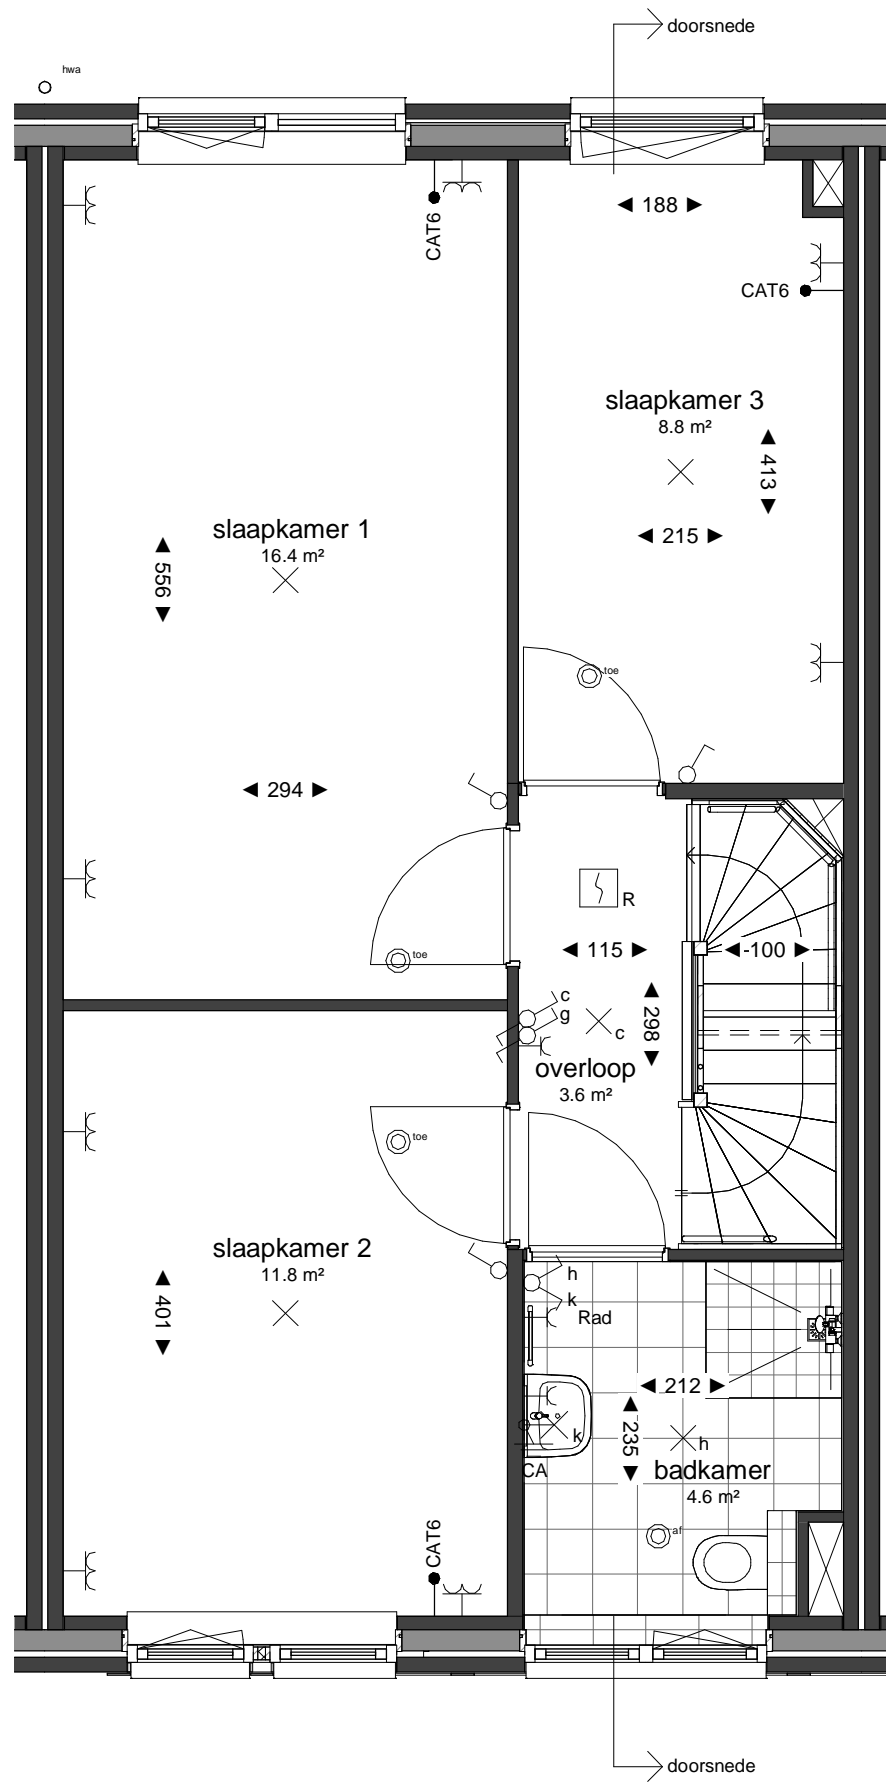 doorsnede
hwa
188
CAT6
CAT6
slaapkamer 3
8.8 m²
413
215
slaapkamer 1
16.4 m²
556
toe
294
R
toe
115
-100
c
g
298
c
overloop
3.6 m²
toe
slaapkamer 2
11.8 m²
h
k
401
Rad
212
235
k
h
CA
badkamer
4.6 m²
CAT6
af
doorsnede